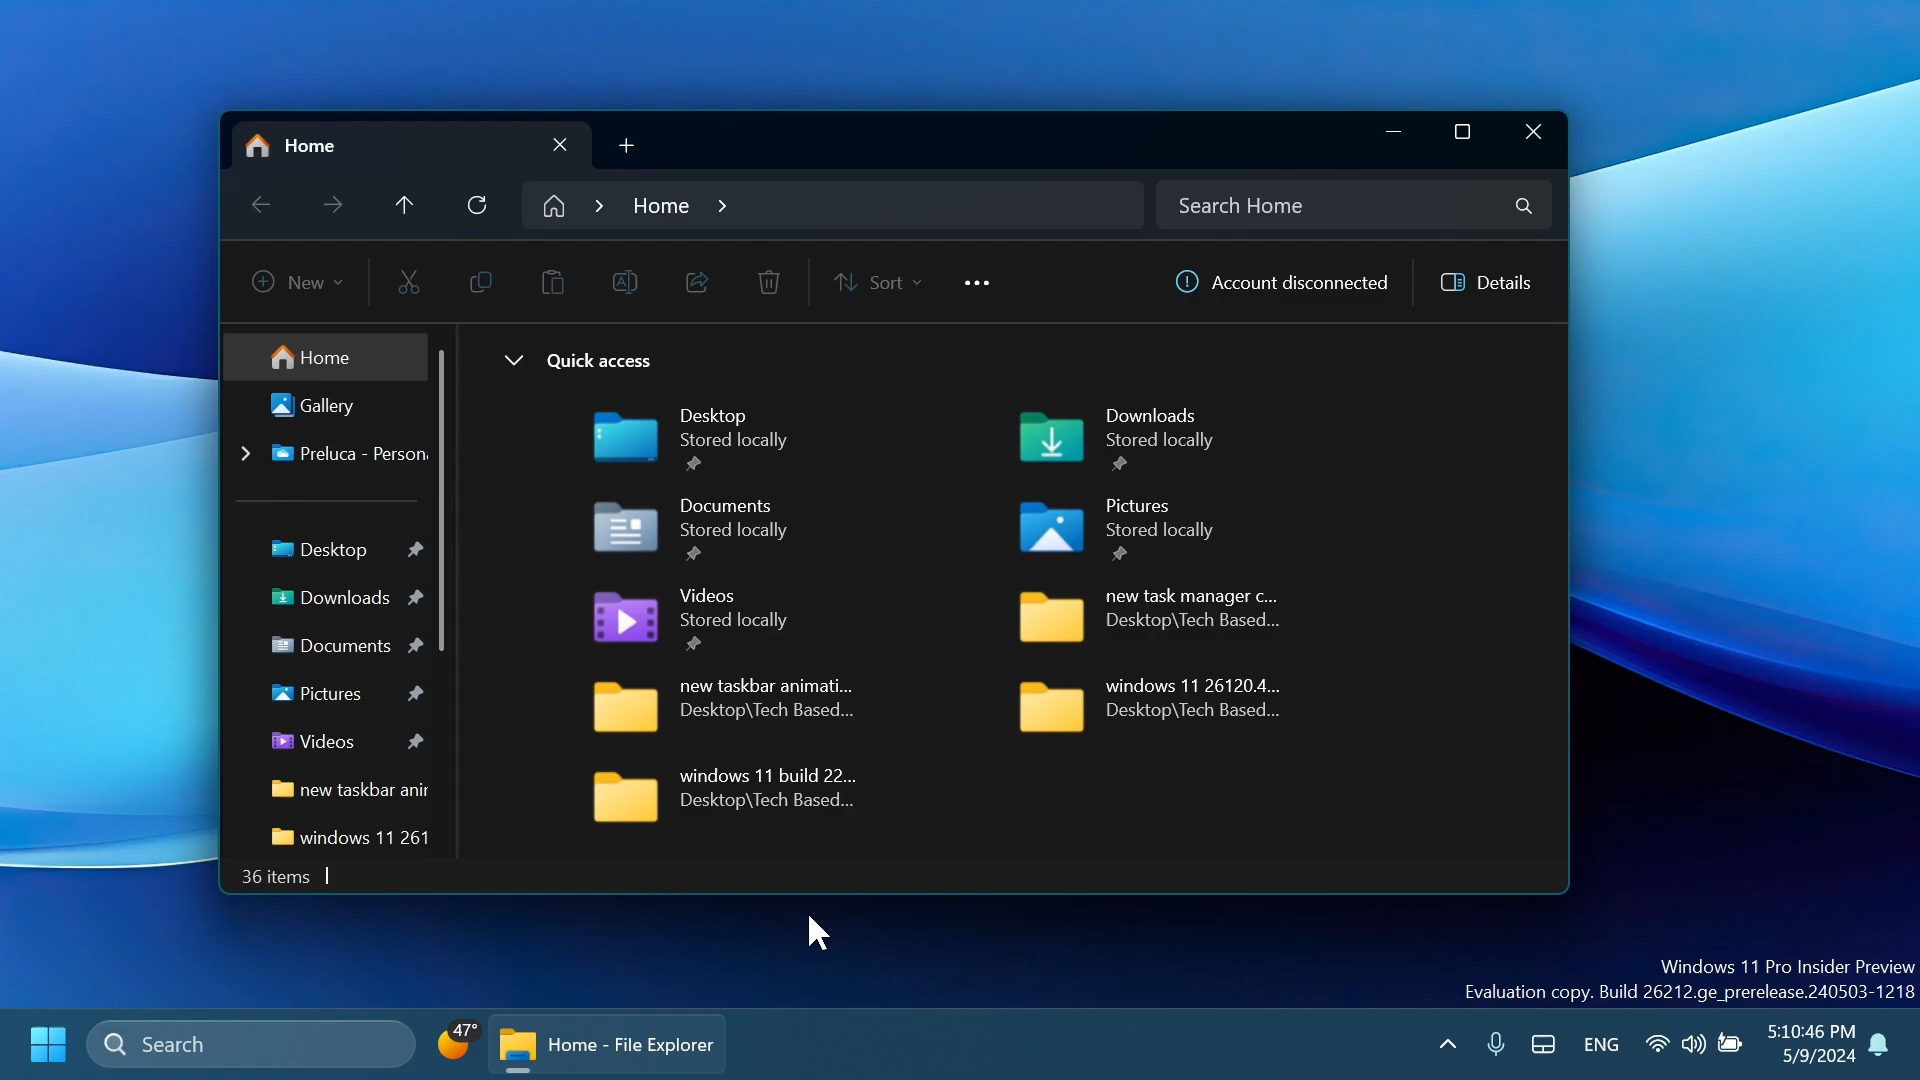 Home
Home
Search Home
New
Sort
Account disconnected
Details
Home
Gallery
Preluca - Person
Desktop
Downloads
Documents
Pictures
Videos
new taskbar anir
windows 11 261
Quick access
Desktop
Stored locally
Downloads
Stored locally
Documents
Stored locally
Pictures
Stored locally
Videos
Stored locally
new task manager c...
Desktop\Tech Based...
new taskbar animati...
Desktop\Tech Based...
windows 11 26120.4...
Desktop\Tech Based...
windows 11 build 22...
Desktop\Tech Based...
36 items
Windows 11 Pro Insider Preview
Evaluation copy. Build 26212.ge_prerelease.240503-1218
Search
47°
Home - File Explorer
ENG
5:10:46 PM
5/9/2024